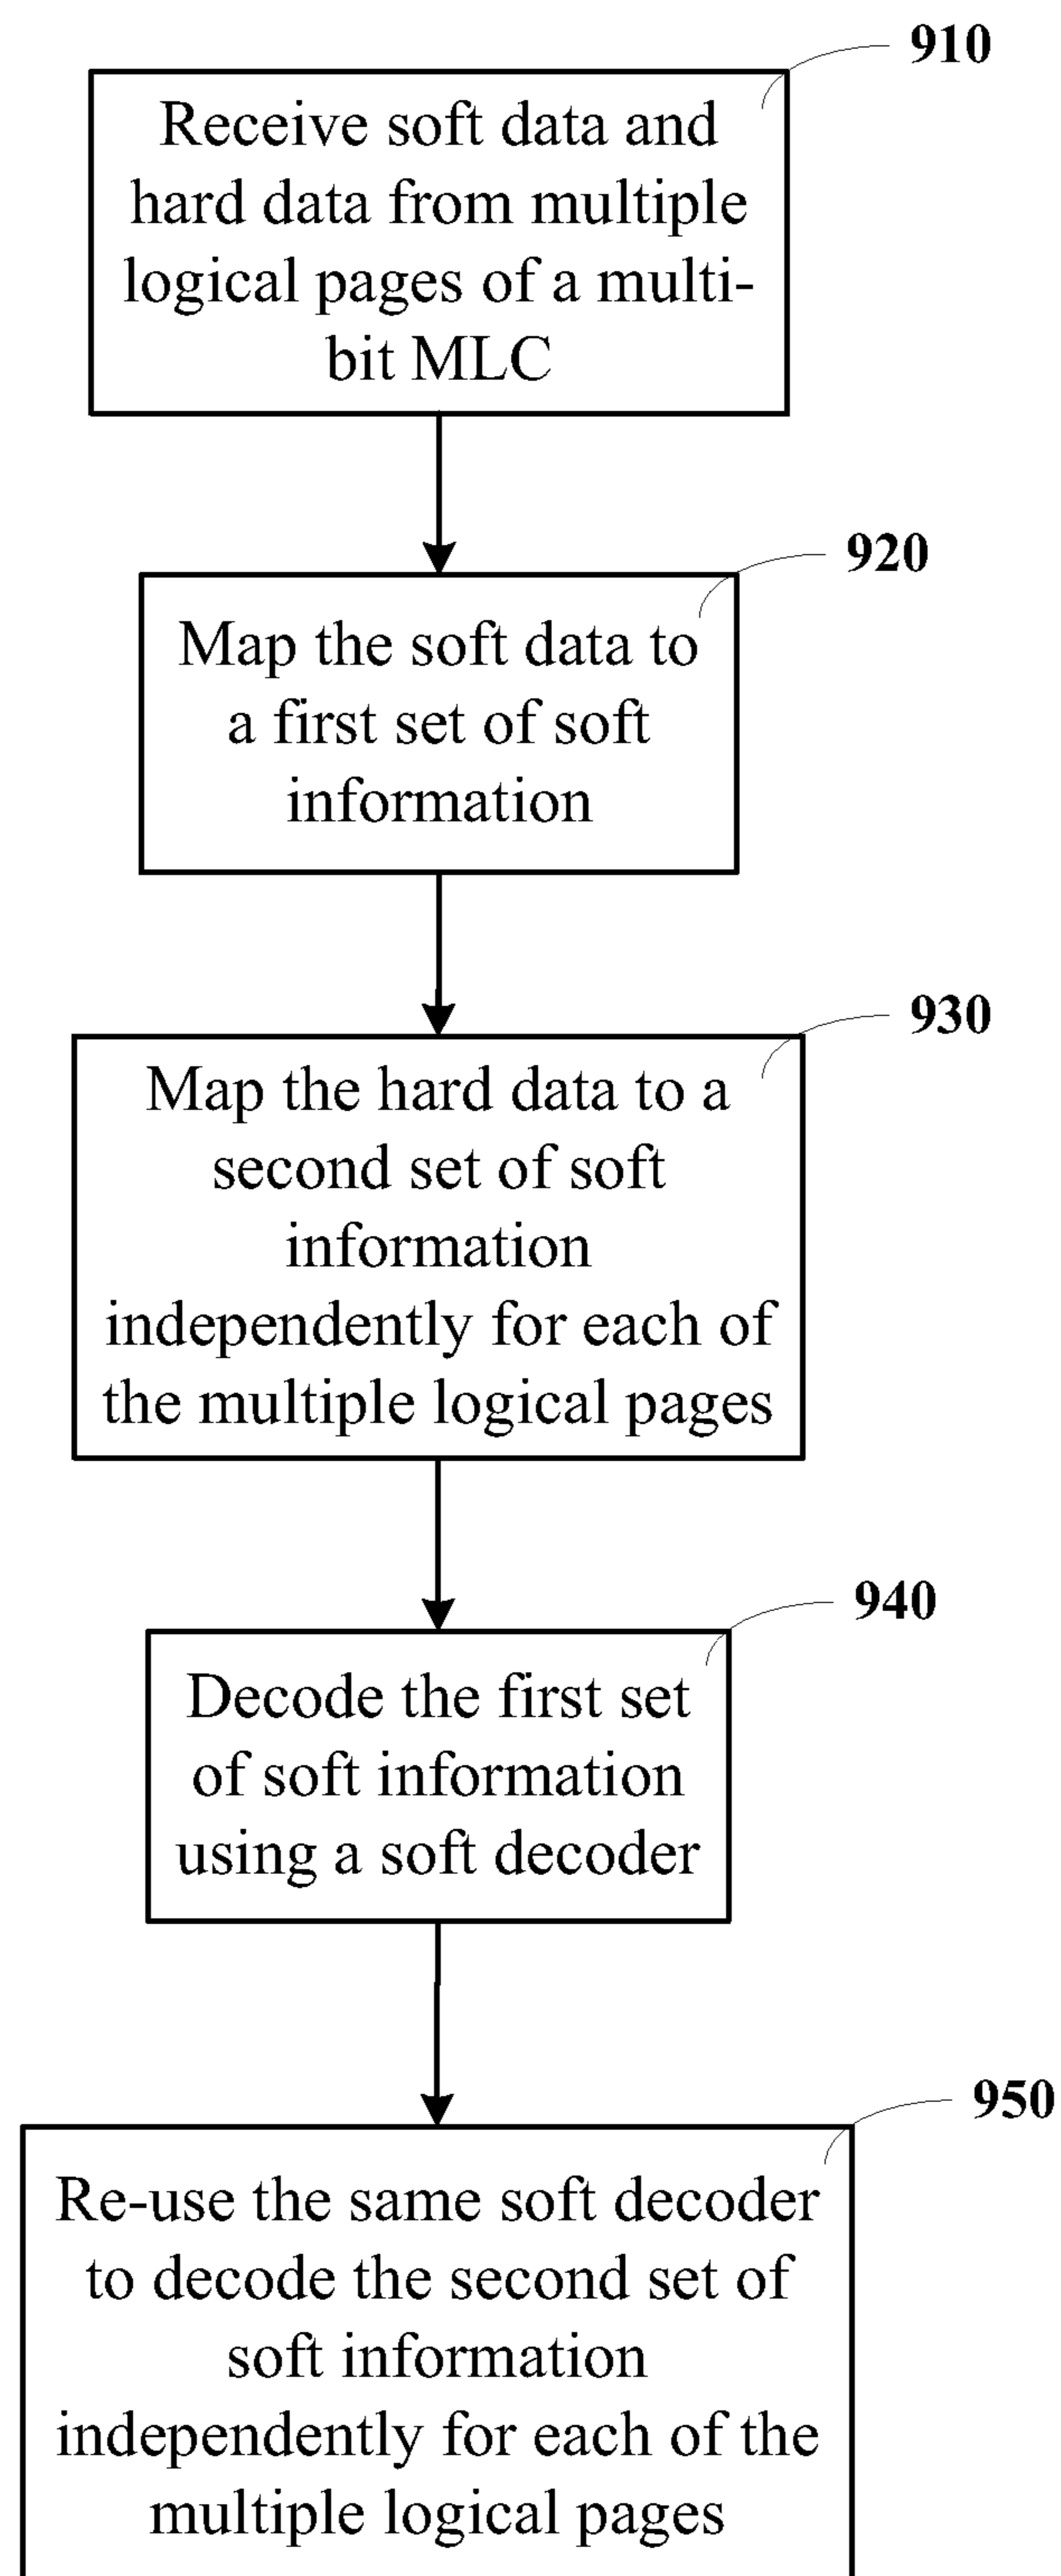 910
Receive soft data and
hard data from multiple
logical pages of a multi-
bit MLC
920
Map the soft data to
a first set of soft
information
930
Map the hard data to a
second set of soft
information
independently for each of
the multiple logical pages
940
Decode the first set
of soft information
using a soft decoder
950
Re-use the same soft decoder
to decode the second set of
soft information
independently for each of the
multiple logical pages